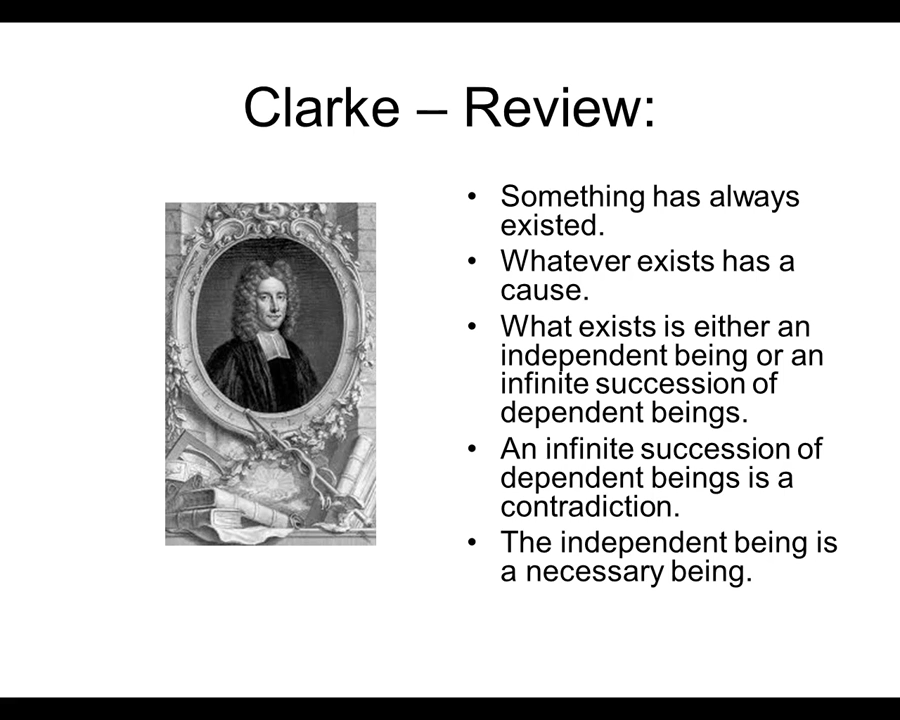 Clarke – Review:
• Something has always
existed.
• Whatever exists has a
cause.
• What exists is either an
independent being or an
infinite succession of
dependent beings.
• An infinite succession of
dependent beings is a
contradiction.
• The independent being is
a necessary being.